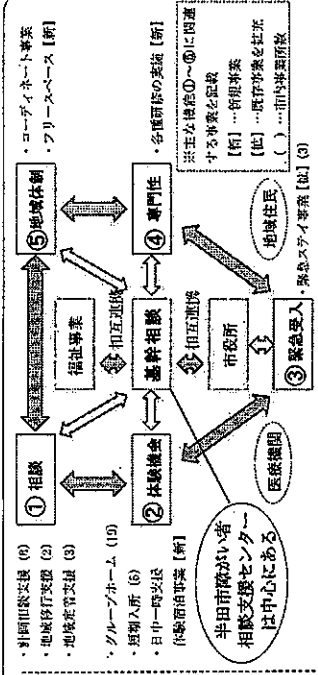 ・計画相談支援 (6)
・地域移行支援 (2)
・地域定着支援 (3)
①相談
⑤地域体制
・コーディネート事業
・フリースペース【新】
福祉事業
相互連携
・グループホーム (19)
・短期入所 (6)
・日中一時支援
体験宿泊事業【新】
②体験機会
基幹相談
④専門性
・各種研修の実施【新】
相互連携
市役所
半田市障がい者
相談支援センター
は中心にある
医療機関
地域住民
③緊急受入
・緊急ステイ事業【拡】(3)
※主な機能①～⑤に関連
する事業を記載
【新】…新規事業
【拡】…既存事業を拡充
( )…市内事業所数